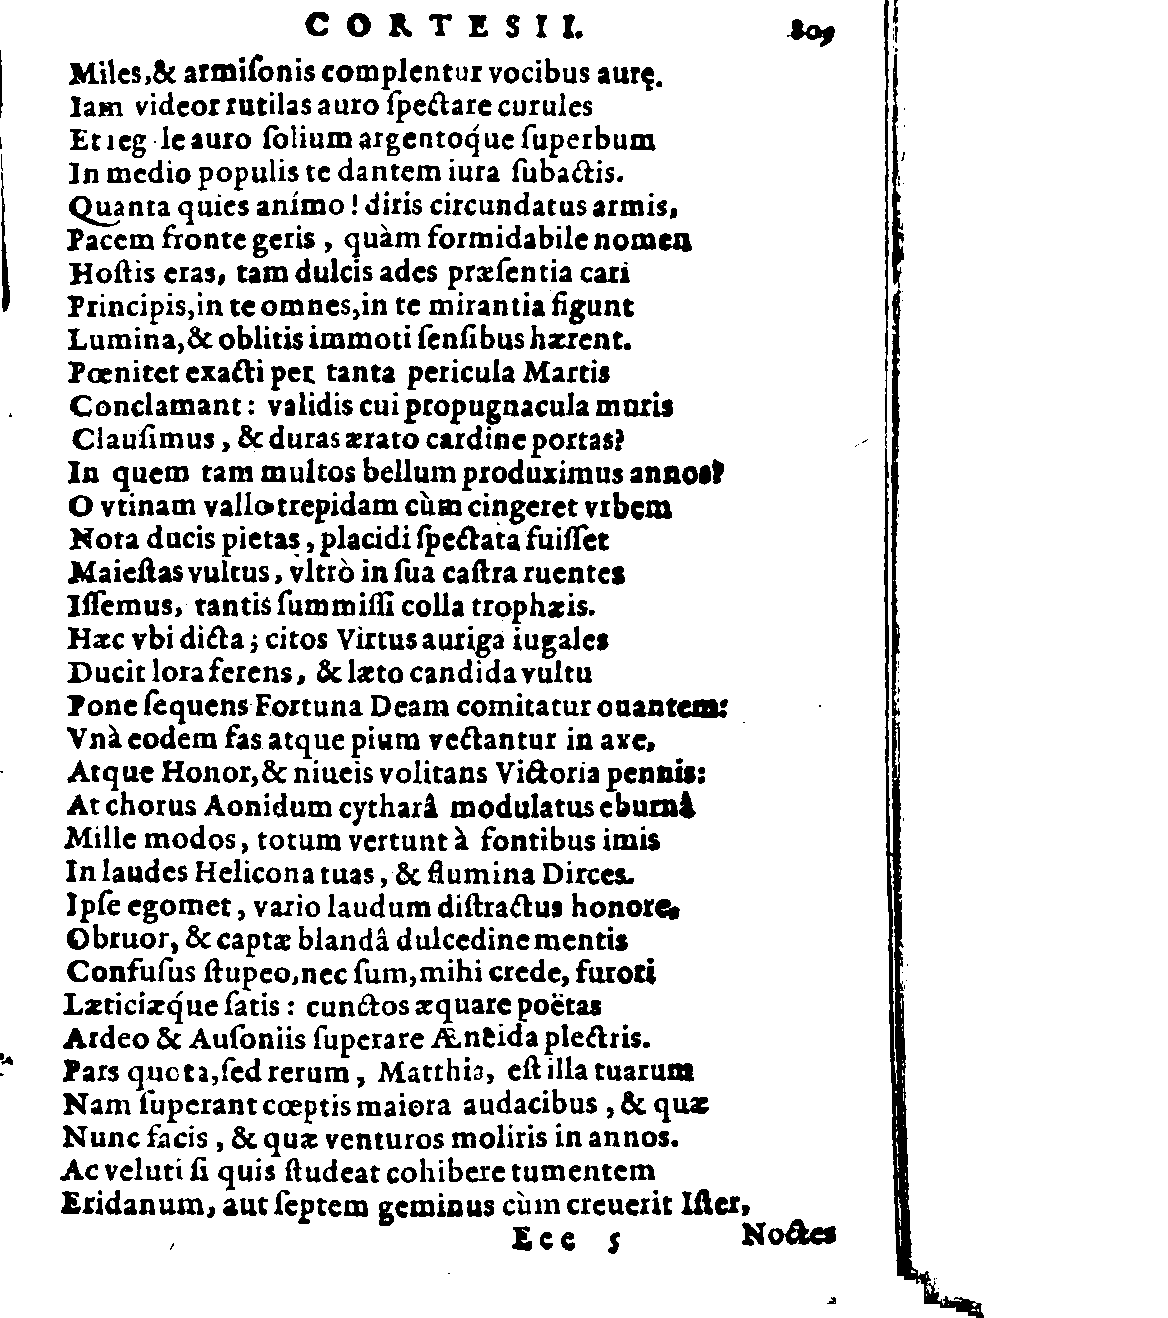 CORTESII. 809
Miles,& armiſonis complentur vocibus aurę.
Iam videor rutilas auro ſpectare curules
Et reg le auro ſolium argentoq́ue ſuperbum
In medio populis te dantem iura ſubactis.
Quanta quies anímo! diris circundatus armis,
Pacem fronte geris, quàm formidabile nomen
Hoſtis eras, tam dulcis ades præſentia cari
Principis,in te omnes,in te mirantia figunt
Lumina,& oblitis immoti ſenſibus hærent.
Pœnitet exacti per tanta pericula Martis
Conclamant: validis cui propugnacula muris
Clauſimus, & duras ærato cardine portas?
In quem tam multos bellum produximus annos?
O vtinam vallo trepidam cùm cingeret vrbem
Nota ducis pietas, placidi ſpectata fuiſſet
Maieſtas vultus, vltrò in ſua caſtra ruentes
Iſſemus, tantis ſummiſſi colla trophæis.
Hæc vbi dicta; citos Virtus auriga iugales
Ducit lora ferens, & læto candida vultu
Pone ſequens Fortuna Deam comitatur ouantem:
Vnà eodem fas atque pium vectantur in axe,
Atque Honor,& niueis volitans Victoria pennis:
At chorus Aonidum cytharâ modulatus eburnâ
Mille modos, totum vertunt à fontibus imis
In laudes Helicona tuas, & flumina Dirces.
Ipſe egomet, vario laudum diſtractus honore,
Obruor, & captæ blandâ dulcedine mentis
Confuſus ſtupeo,nec ſum,mihi crede, furori
Læticiæq́ue ſatis: cunctos æquare poëtas
Ardeo & Auſoniis ſuperare Æneida plectris.
Pars quota,ſed rerum, Matthia, eſt illa tuarum
Nam ſuperant cœptis maiora audacibus, & quæ
Nunc facis, & quæ venturos moliris in annos.
Ac veluti ſi quis ſtudeat cohibere tumentem
Eridanum, aut ſeptem geminus cùm creuerit Iſter,
Eee 5 Noctes